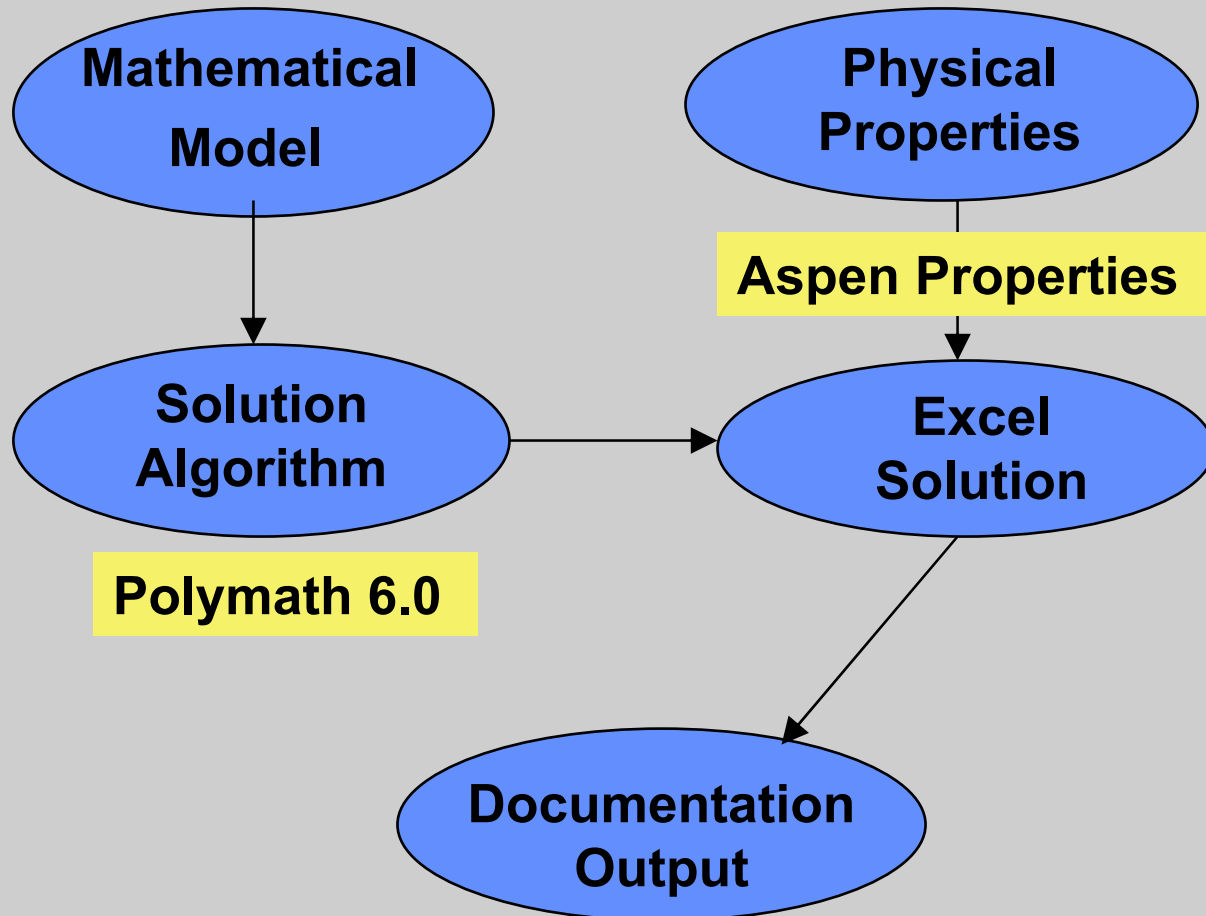 Mathematical
Model
Physical
Properties
Aspen Properties
Solution
Algorithm
Excel
Solution
Polymath 6.0
Documentation
Output